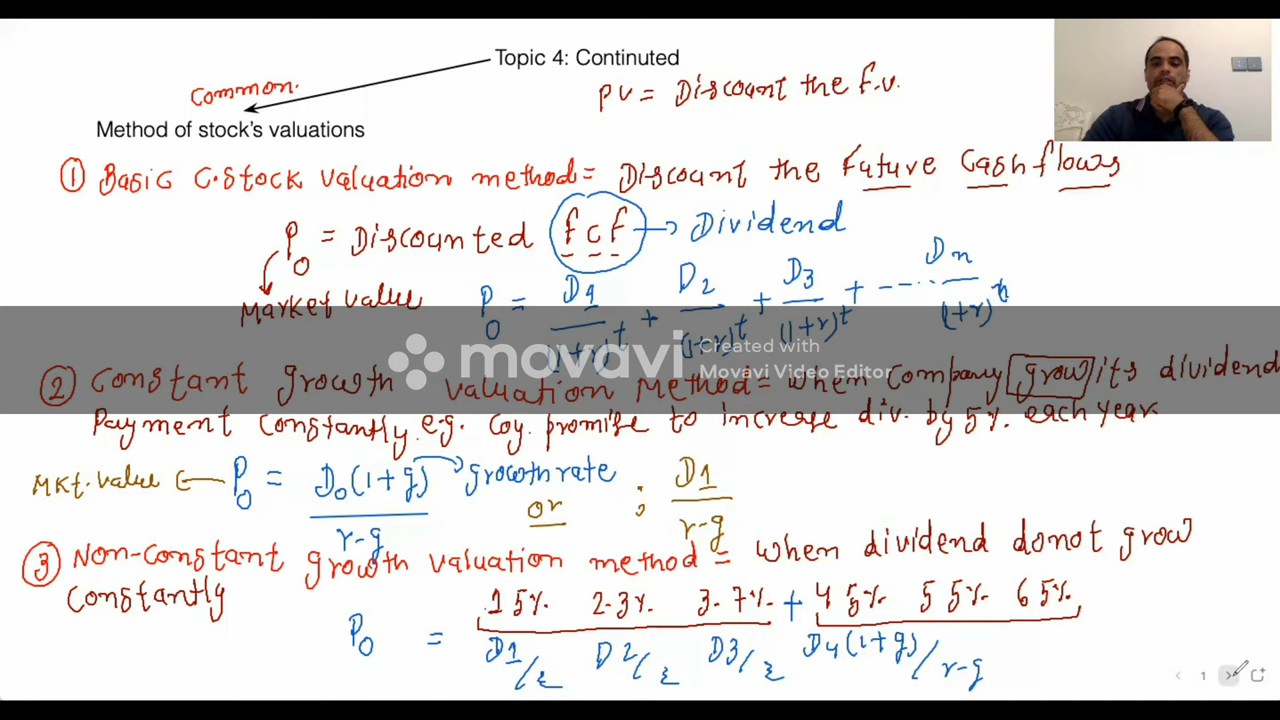 Topic 4: Continuted
Common.
PV = Discount the f.v.
Method of stock's valuations
① Basic C.stock valuation method = Discount the Future Cash flows
P0 = Discounted fcf → Dividend
Market value
P0 = D1/(1+r)^t + D2/(1+r)^t + D3/(1+r)^t + ----- Dn/(1+r)^t
movavi
Created with
Movavi Video Editor
② Constant growth valuation Method = when Company grow its dividend
Payment constantly e.g. Coy. promise to increase div. by 5% each year.
MKt. value P0 = D0(1+g)/r-g growth rate or ; D1/r-g
③ Non-constant growth valuation method = when dividend donot grow
constantly
1 5% 2 3% 3 7% + 4 5% 5 5% 6 5%
P0 = D1/ D2/ D3/ D4(1+g)/r-g
1